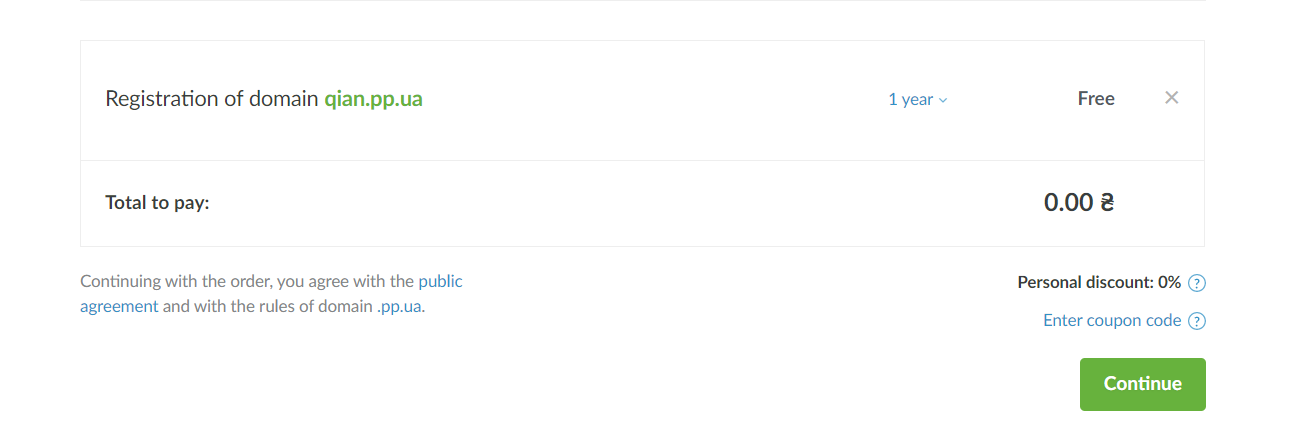 Registration of domain qian.pp.ua 1 year Free
Total to pay: 0.00 ₴
Continuing with the order, you agree with the public
agreement and with the rules of domain .pp.ua.
Personal discount: 0% ?
Enter coupon code ?
Continue